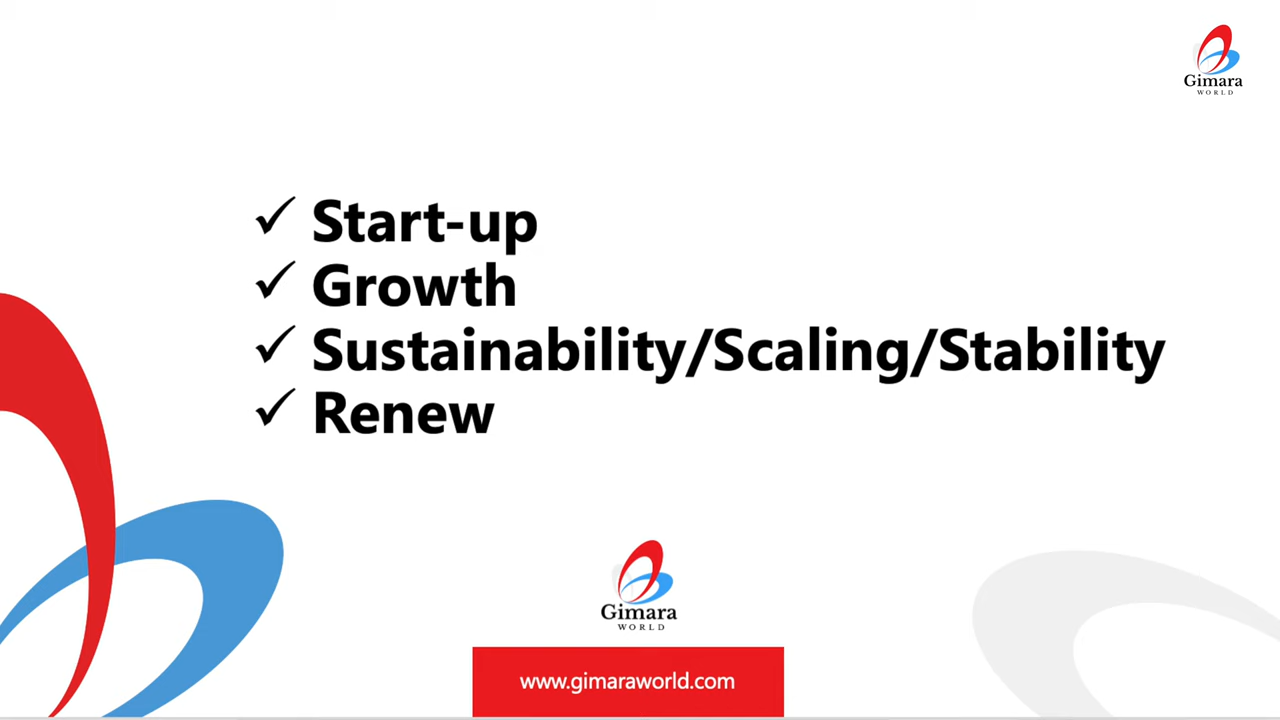 Gimara
WORLD
✓ Start-up
✓ Growth
✓ Sustainability/Scaling/Stability
✓ Renew
Gimara
WORLD
www.gimaraworld.com